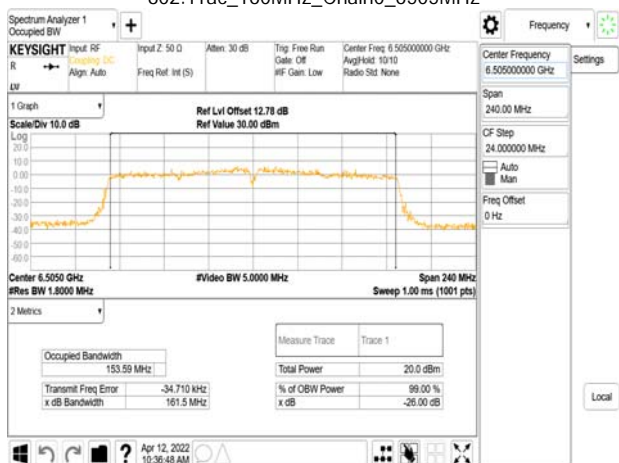 Spectrum Analyzer 1
Occupied BW
+
Frequency
KEYSIGHT
Input: RF
Coupling: DC
Align: Auto
Input Z: 50 Ω
Freq Ref: Int (S)
Atten: 30 dB
Trig: Free Run
Gate: Off
#IF Gain: Low
Center Freq: 6.505000000 GHz
Avg|Hold: 10/10
Radio Std: None
R
Center Frequency
6.505000000 GHz
Settings
Span
240.00 MHz
CF Step
24.000000 MHz
Auto
Man
Freq Offset
0 Hz
Local
1 Graph
Scale/Div 10.0 dB
Ref Lvl Offset 12.78 dB
Ref Value 30.00 dBm
Log
20.0
10.0
0.00
-10.0
-20.0
-30.0
-40.0
-50.0
-60.0
Center 6.5050 GHz
#Res BW 1.8000 MHz
#Video BW 5.0000 MHz
Span 240 MHz
Sweep 1.00 ms (1001 pts)
2 Metrics
Measure Trace Trace 1
Occupied Bandwidth
153.59 MHz
Total Power 20.0 dBm
Transmit Freq Error -34.710 kHz
% of OBW Power 99.00 %
x dB Bandwidth 161.5 MHz
x dB -26.00 dB
?
Apr 12, 2022
10:36:48 AM